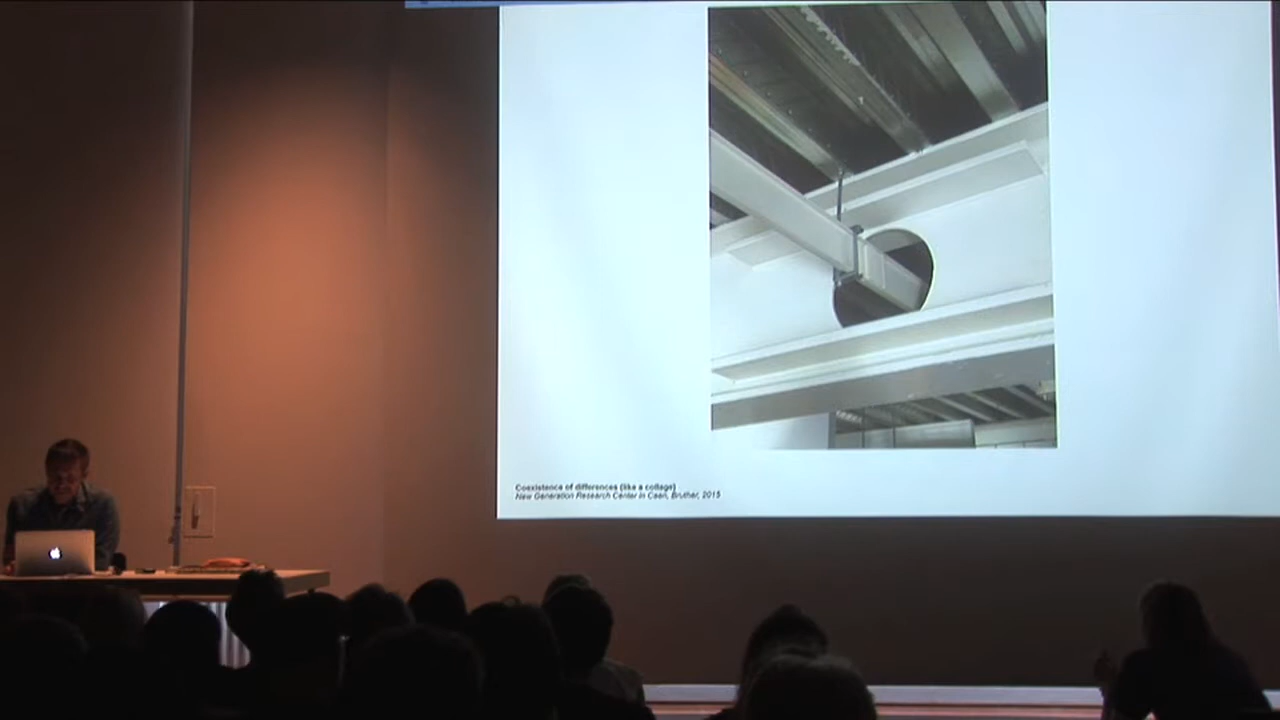 Coexistence of differences (like a collage)
New Generation Research Center in Caen, Bruther, 2015